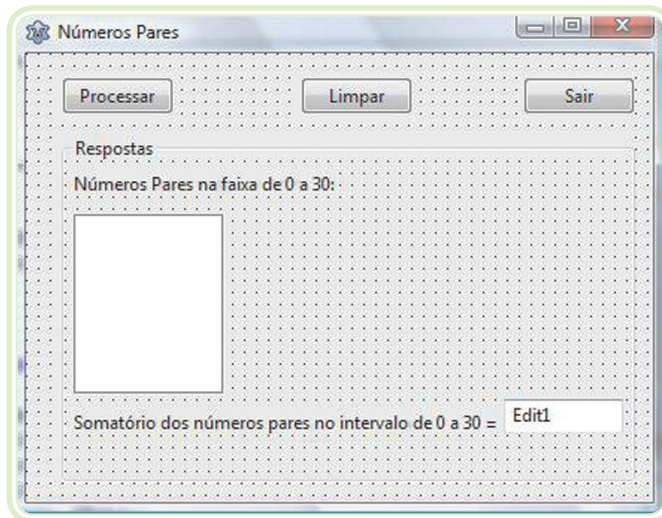 Números Pares
Processar Limpar Sair
Respostas
Números Pares na faixa de 0 a 30:
Somatório dos números pares no intervalo de 0 a 30 = Edit1